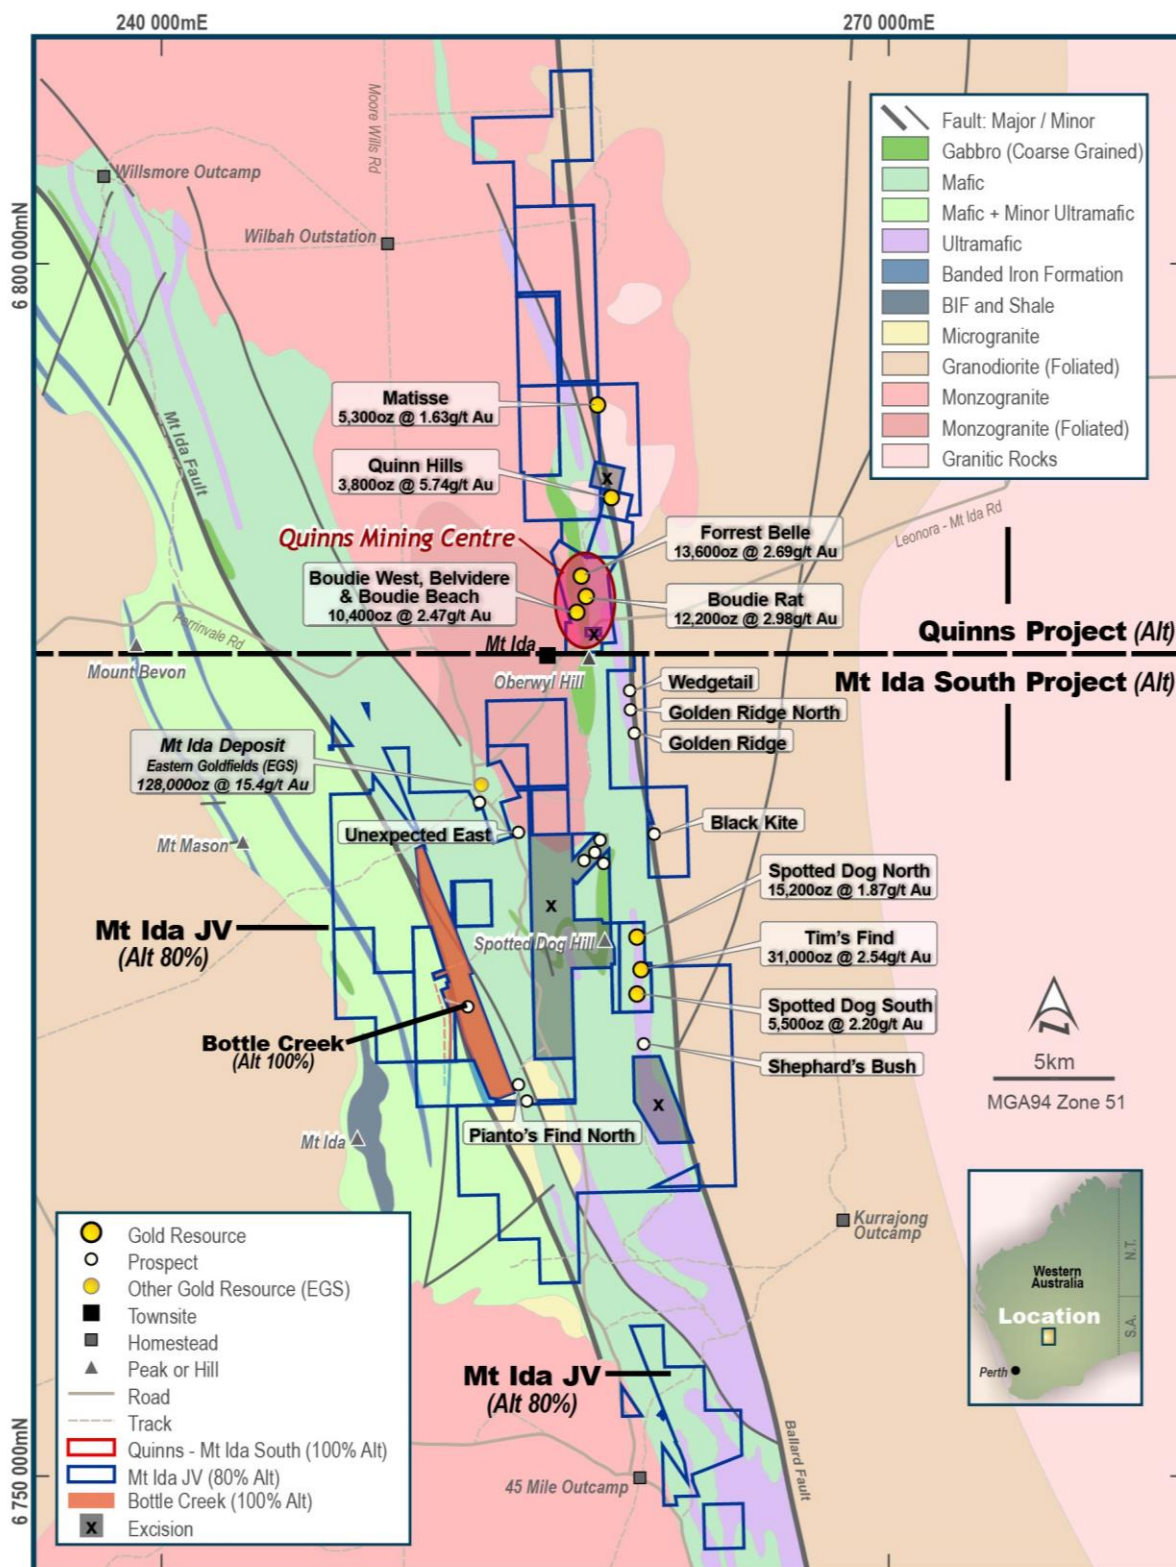 240 000mE
270 000mE
6 800 000mN
6 750 000mN
Fault: Major / Minor
Gabbro (Coarse Grained)
Mafic
Mafic + Minor Ultramafic
Ultramafic
Banded Iron Formation
BIF and Shale
Microgranite
Granodiorite (Foliated)
Monzogranite
Monzogranite (Foliated)
Granitic Rocks
Moore Wills Rd
Willsmore Outcamp
Wilbah Outstation
Mt Ida Fault
Matisse
5,300oz @ 1.63g/t Au
Quinn Hills
3,800oz @ 5.74g/t Au
x
Leonora - Mt Ida Rd
Quinns Mining Centre
Forrest Belle
13,600oz @ 2.69g/t Au
Boudie West, Belvidere
& Boudie Beach
10,400oz @ 2.47g/t Au
Boudie Rat
12,200oz @ 2.98g/t Au
x
Perrinvale Rd
Quinns Project (Alt)
Mt Ida
Mount Bevon
Oberwyl Hill
Mt Ida South Project (Alt)
Wedgetail
Golden Ridge North
Golden Ridge
Mt Ida Deposit
Eastern Goldfields (EGS)
128,000oz @ 15.4g/t Au
Unexpected East
Black Kite
Mt Mason
Spotted Dog North
15,200oz @ 1.87g/t Au
x
Mt Ida JV
(Alt 80%)
Spotted Dog Hill
Tim's Find
31,000oz @ 2.54g/t Au
Spotted Dog South
5,500oz @ 2.20g/t Au
Bottle Creek
(Alt 100%)
Shephard's Bush
x
N
5km
MGA94 Zone 51
Pianto's Find North
Mt Ida
Kurrajong
Outcamp
Gold Resource
Prospect
Other Gold Resource (EGS)
Townsite
Homestead
Peak or Hill
Road
Track
Quinns - Mt Ida South (100% Alt)
Mt Ida JV (80% Alt)
Bottle Creek (100% Alt)
x
Excision
Mt Ida JV
(Alt 80%)
45 Mile Outcamp
Ballard Fault
Western
Australia
N.T.
S.A.
Location
Perth